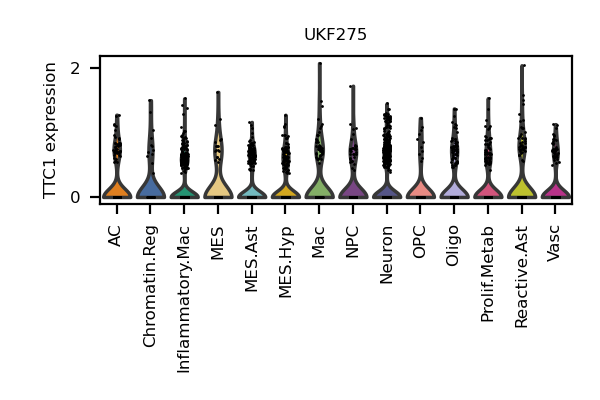 UKF275
TTC1 expression
2
0
AC
Chromatin.Reg
Inflammatory.Mac
MES
MES.Ast
MES.Hyp
Mac
NPC
Neuron
OPC
Oligo
Prolif.Metab
Reactive.Ast
Vasc